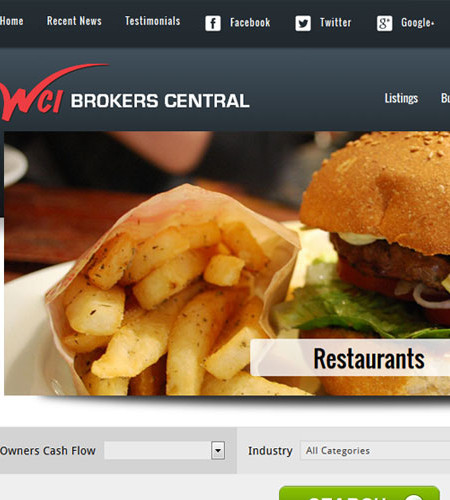 Home Recent News Testimonials Facebook Twitter Google+
WCI BROKERS CENTRAL
Listings
Restaurants
Owners Cash Flow Industry All Categories
SEARCH